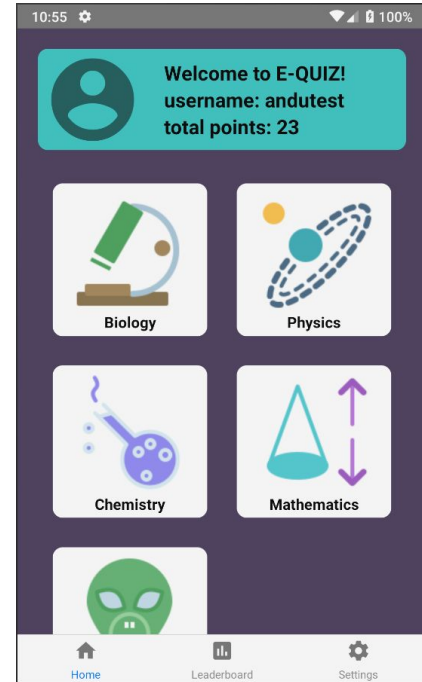 10:55 100%
Welcome to E-QUIZ!
username: andutest
total points: 23
Biology Physics
Chemistry Mathematics
Home Leaderboard Settings